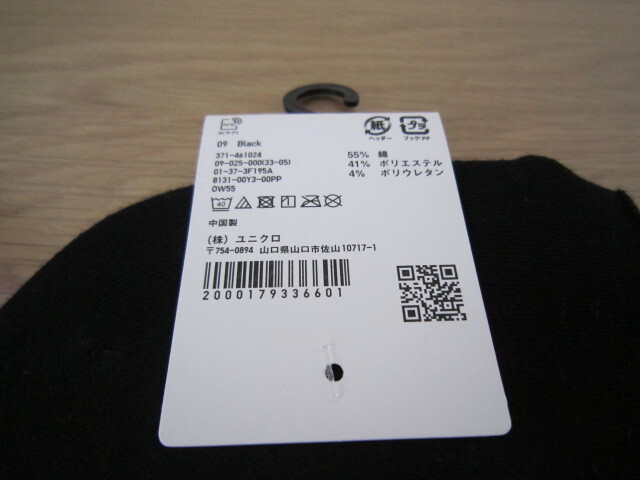 紙
ヘッダー
プラ
フック:PP
09 Black
371-461024
09-025-000(33-05)
01-37-3F195A
8131-00Y3-00PP
0W55
55% 綿
41% ポリエステル
4% ポリウレタン
40
中国製
(株) ユニクロ
〒754-0894 山口県山口市佐山10717-1
2000179336601